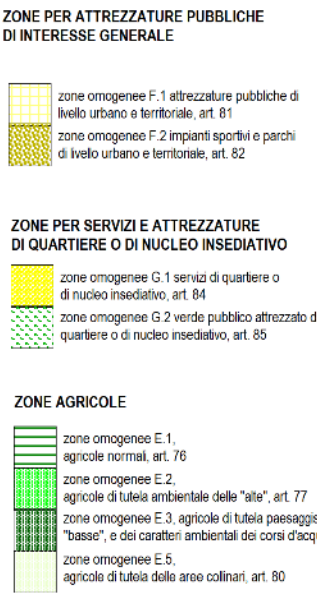 ZONE PER ATTREZZATURE PUBBLICHE
DI INTERESSE GENERALE
zone omogenee F.1 attrezzature pubbliche di
livello urbano e territoriale, art. 81
zone omogenee F.2 impianti sportivi e parchi
di livello urbano e territoriale, art. 82
ZONE PER SERVIZI E ATTREZZATURE
DI QUARTIERE O DI NUCLEO INSEDIATIVO
zone omogenee G.1 servizi di quartiere o
di nucleo insediativo, art. 84
zone omogenee G.2 verde pubblico attrezzato d
quartiere o di nucleo insediativo, art. 85
ZONE AGRICOLE
zone omogenee E.1,
agricole normali, art. 76
zone omogenee E.2,
agricole di tutela ambientale delle "alte", art. 77
zone omogenee E.3, agricole di tutela paesaggis
"basse", e dei caratteri ambientali dei corsi d'acqu
zone omogenee E.5,
agricole di tutela delle aree collinari, art. 80